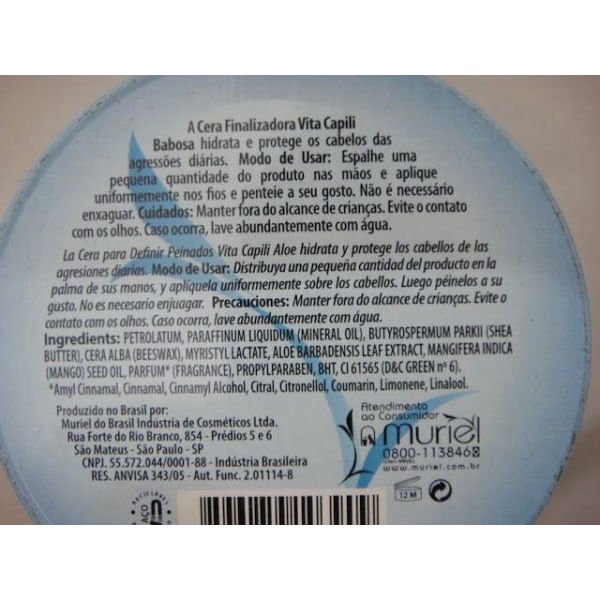 A Cera Finalizadora Vita Capili
Babosa hidrata e protege os cabelos das
agressões diárias. Modo de Usar: Espalhe uma
pequena quantidade do produto nas mãos e aplique
uniformemente nos fios e penteie a seu gosto. Não é necessário
enxaguar. Cuidados: Manter fora do alcance de crianças. Evite o contato
com os olhos. Caso ocorra, lave abundantemente com água.
La Cera para Definir Peinados Vita Capili Aloe hidrata y protege los cabellos de las
agresiones diarias. Modo de Usar: Distribuya una pequeña cantidad del producto en la
palma de sus manos, y aplíquela uniformemente sobre los cabellos. Luego péinelos a su
gusto. No es necesario enjuagar. Precauciones: Manter fora do alcance de crianças. Evite o
contato com os olhos. Caso ocorra, lave abundantemente com água.
Ingredients: PETROLATUM, PARAFFINUM LIQUIDUM (MINERAL OIL), BUTYROSPERMUM PARKII (SHEA
BUTTER), CERA ALBA (BEESWAX), MYRISTYL LACTATE, ALOE BARBADENSIS LEAF EXTRACT, MANGIFERA INDICA
(MANGO) SEED OIL, PARFUM* (FRAGRANCE), PROPYLPARABEN, BHT, CI 61565 (D&C GREEN nº 6).
*Amyl Cinnamal, Cinnamal, Cinnamyl Alcohol, Citral, Citronellol, Coumarin, Limonene, Linalool.
Produzido no Brasil por:
Muriel do Brasil Indústria de Cosméticos Ltda.
Rua Forte do Rio Branco, 854 - Prédios 5 e 6
São Mateus - São Paulo - SP
CNPJ. 55.572.044/0001-88 - Indústria Brasileira
RES. ANVISA 343/05 - Aut. Func. 2.01114-8
Atendimento
ao Consumidor
muriel
0800-113846
www.muriel.com.br
12 M
RECICLÁVEL
AÇO